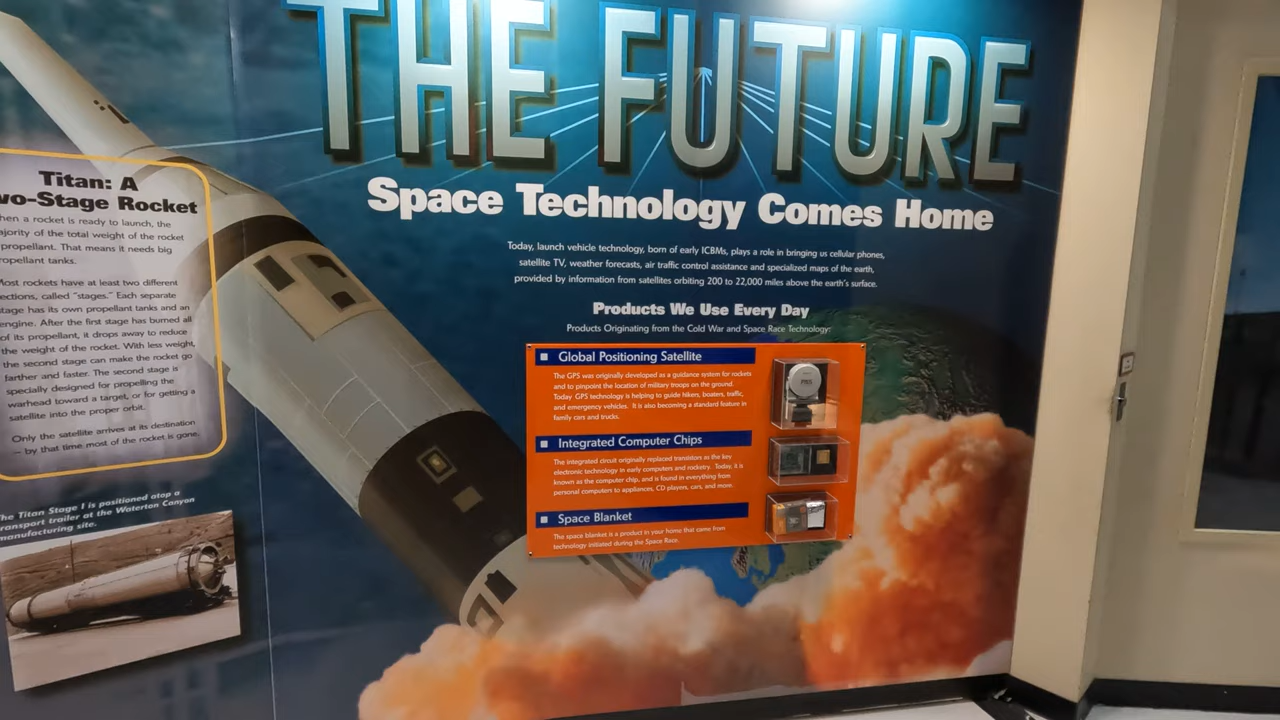 THE FUTURE
Space Technology Comes Home
Today, launch vehicle technology, born of early ICBMs, plays a role in bringing us cellular phones,
satellite TV, weather forecasts, air traffic control assistance and specialized maps of the earth,
provided by information from satellites orbiting 200 to 22,000 miles above the earth's surface.
Products We Use Every Day
Products Originating from the Cold War and Space Race Technology:
Global Positioning Satellite
The GPS was originally developed as a guidance system for rockets
and to pinpoint the location of military troops on the ground.
Today GPS technology is helping to guide hikers, boaters, traffic,
and emergency vehicles. It is also becoming a standard feature in
family cars and trucks.
Integrated Computer Chips
The integrated circuit originally replaced transistors as the key
electronic technology in early computers and rocketry. Today, it is
known as the computer chip, and is found in everything from
personal computers to appliances, CD players, cars, and more.
Space Blanket
The space blanket is a product in your home that came from
technology initiated during the Space Race.
Titan: A
wo-Stage Rocket
hen a rocket is ready to launch, the
ajority of the total weight of the rocket
propellant. That means it needs big
ropellant tanks.
Most rockets have at least two different
ections, called "stages." Each separate
stage has its own propellant tanks and an
engine. After the first stage has burned all
of its propellant, it drops away to reduce
the weight of the rocket. With less weight,
the second stage can make the rocket go
farther and faster. The second stage is
specially designed for propelling the
warhead toward a target, or for getting a
satellite into the proper orbit.
Only the satellite arrives at its destination
— by that time most of the rocket is gone.
The Titan Stage I is positioned atop a
transport trailer at the Waterton Canyon
manufacturing site.